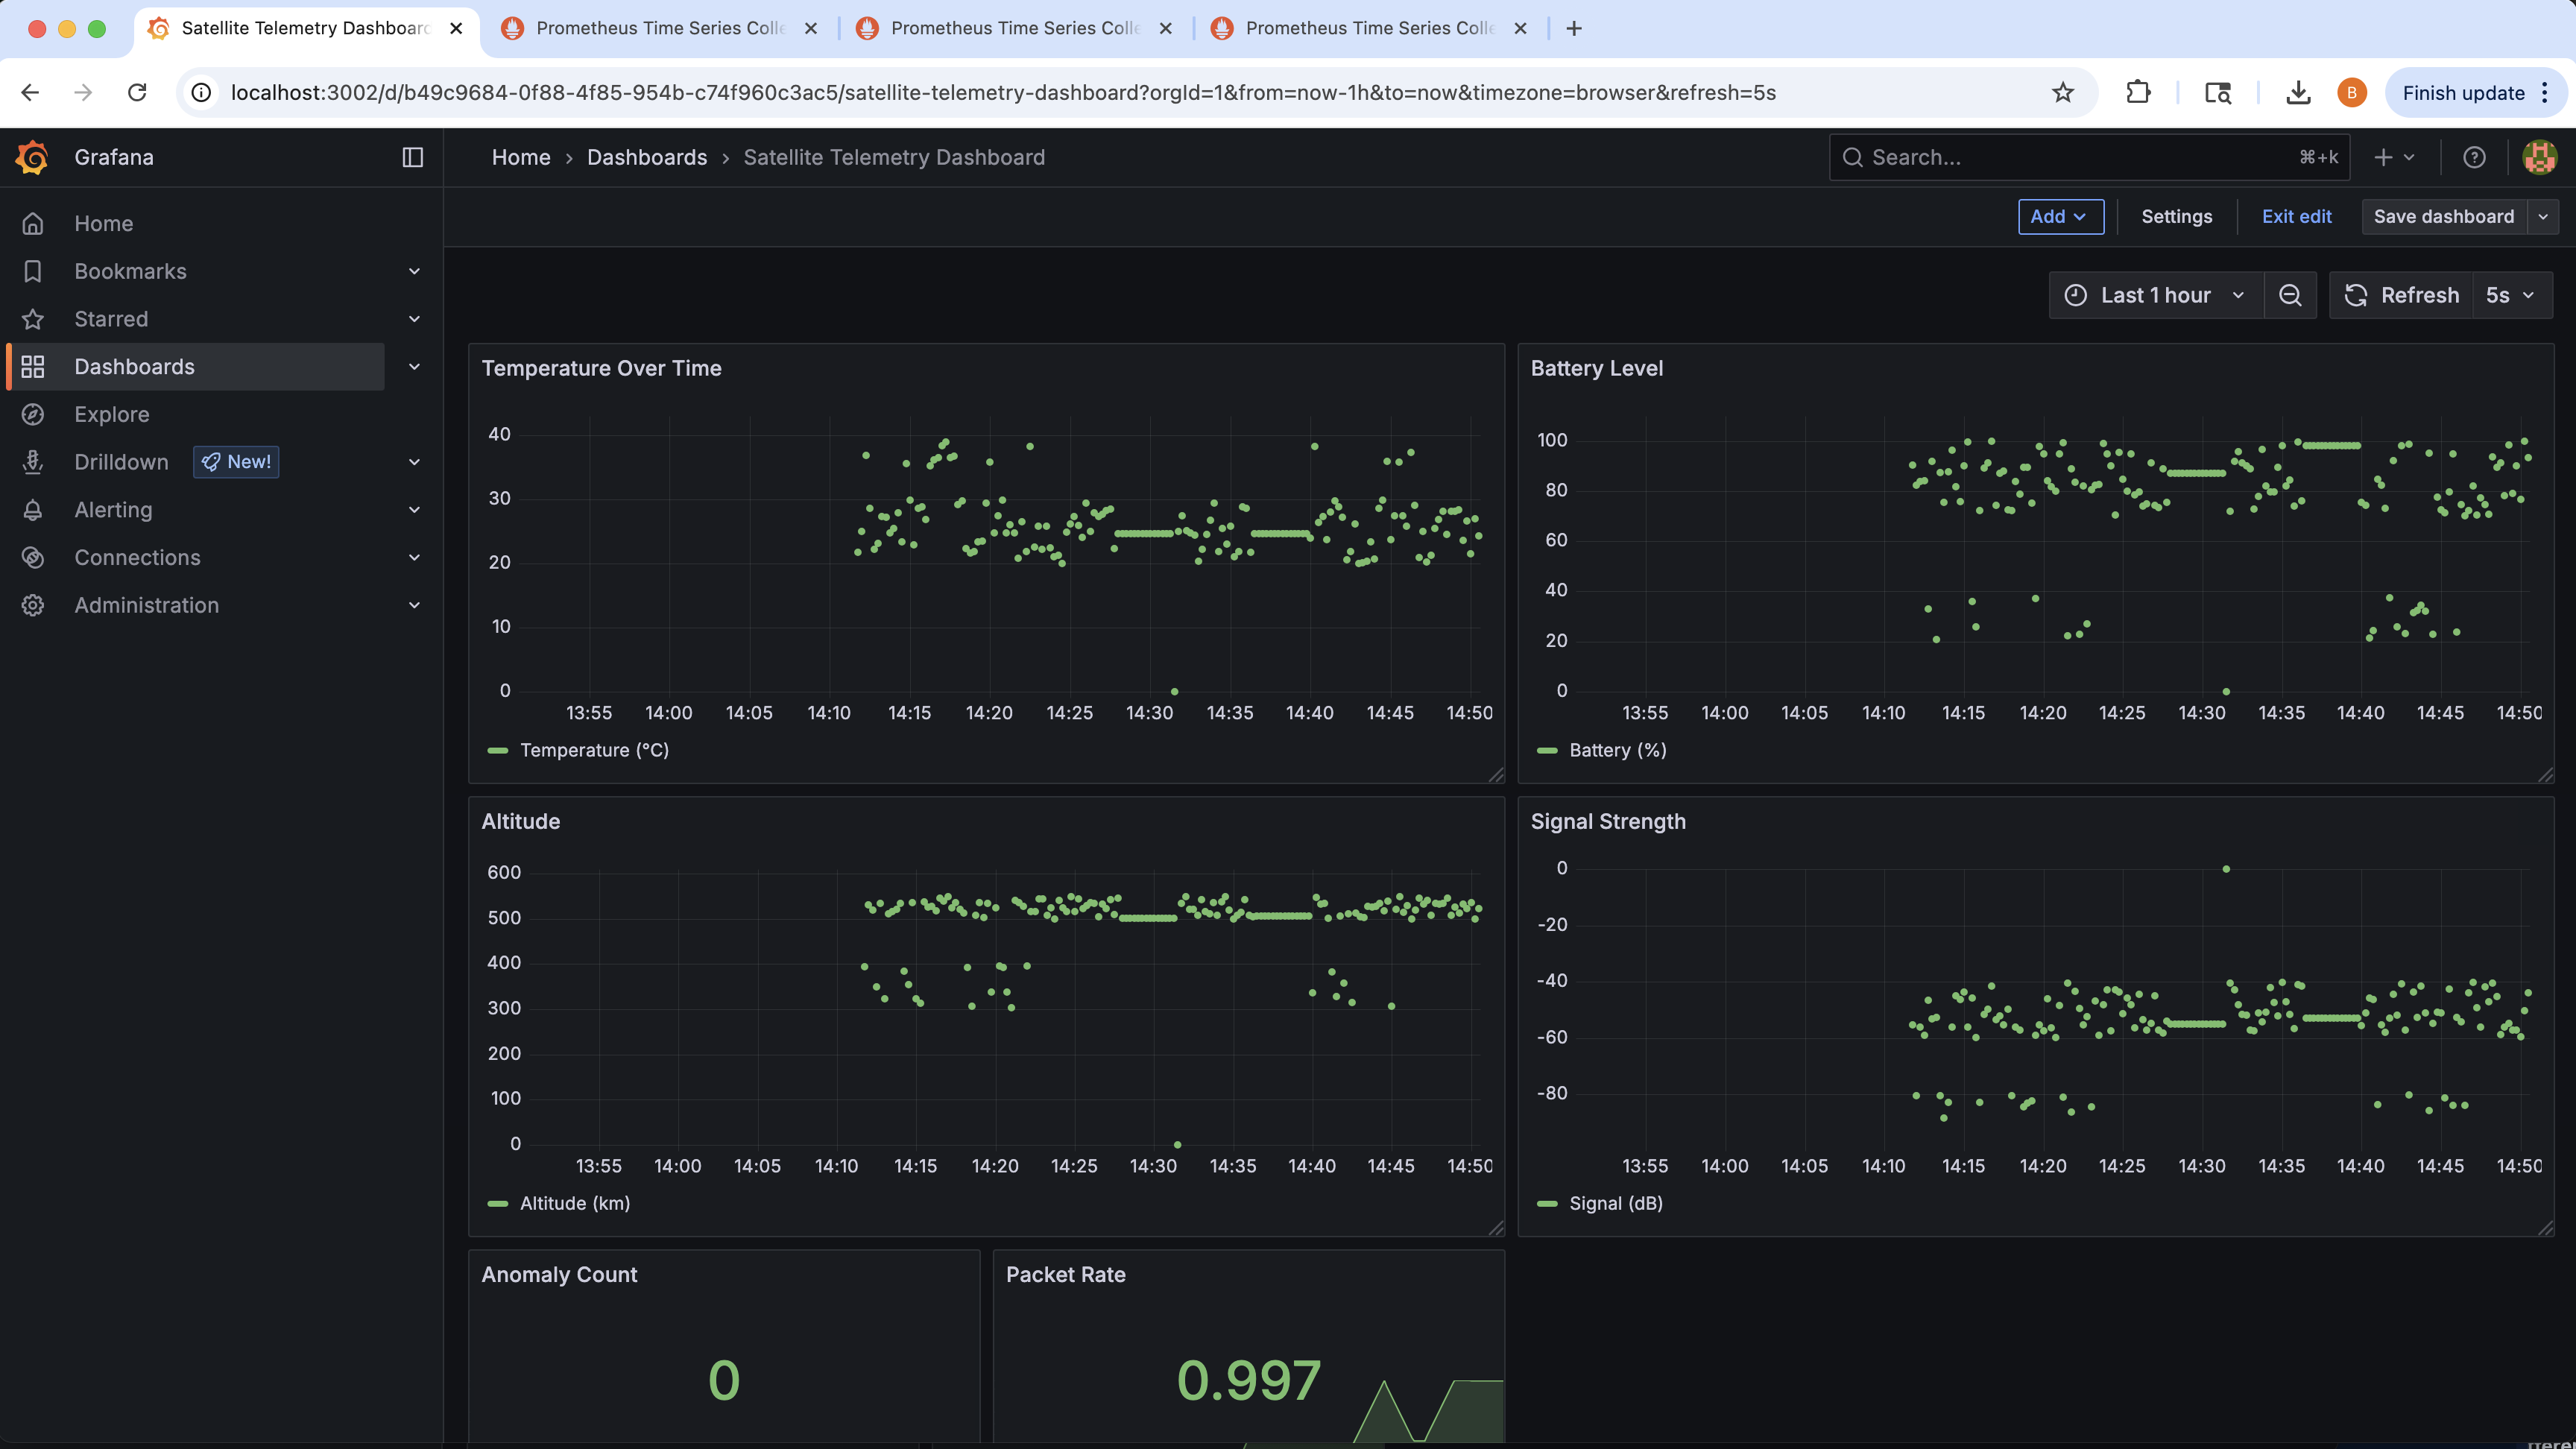 Satellite Telemetry Dashboard
Prometheus Time Series Colle
Prometheus Time Series Colle
Prometheus Time Series Colle
localhost:3002/d/b49c9684-0f88-4f85-954b-c74f960c3ac5/satellite-telemetry-dashboard?orgId=1&from=now-1h&to=now&timezone=browser&refresh=5s
B
Finish update
Grafana
Home › Dashboards › Satellite Telemetry Dashboard
Search...
⌘+k
Home
Bookmarks
Starred
Dashboards
Explore
Drilldown New!
Alerting
Connections
Administration
Add
Settings
Exit edit
Save dashboard
Last 1 hour
Refresh
5s
Temperature Over Time
40
30
20
10
0
13:55 14:00 14:05 14:10 14:15 14:20 14:25 14:30 14:35 14:40 14:45 14:50
Temperature (°C)
Battery Level
100
80
60
40
20
0
13:55 14:00 14:05 14:10 14:15 14:20 14:25 14:30 14:35 14:40 14:45 14:50
Battery (%)
Altitude
600
500
400
300
200
100
0
13:55 14:00 14:05 14:10 14:15 14:20 14:25 14:30 14:35 14:40 14:45 14:50
Altitude (km)
Signal Strength
0
-20
-40
-60
-80
13:55 14:00 14:05 14:10 14:15 14:20 14:25 14:30 14:35 14:40 14:45 14:50
Signal (dB)
Anomaly Count
0
Packet Rate
0.997